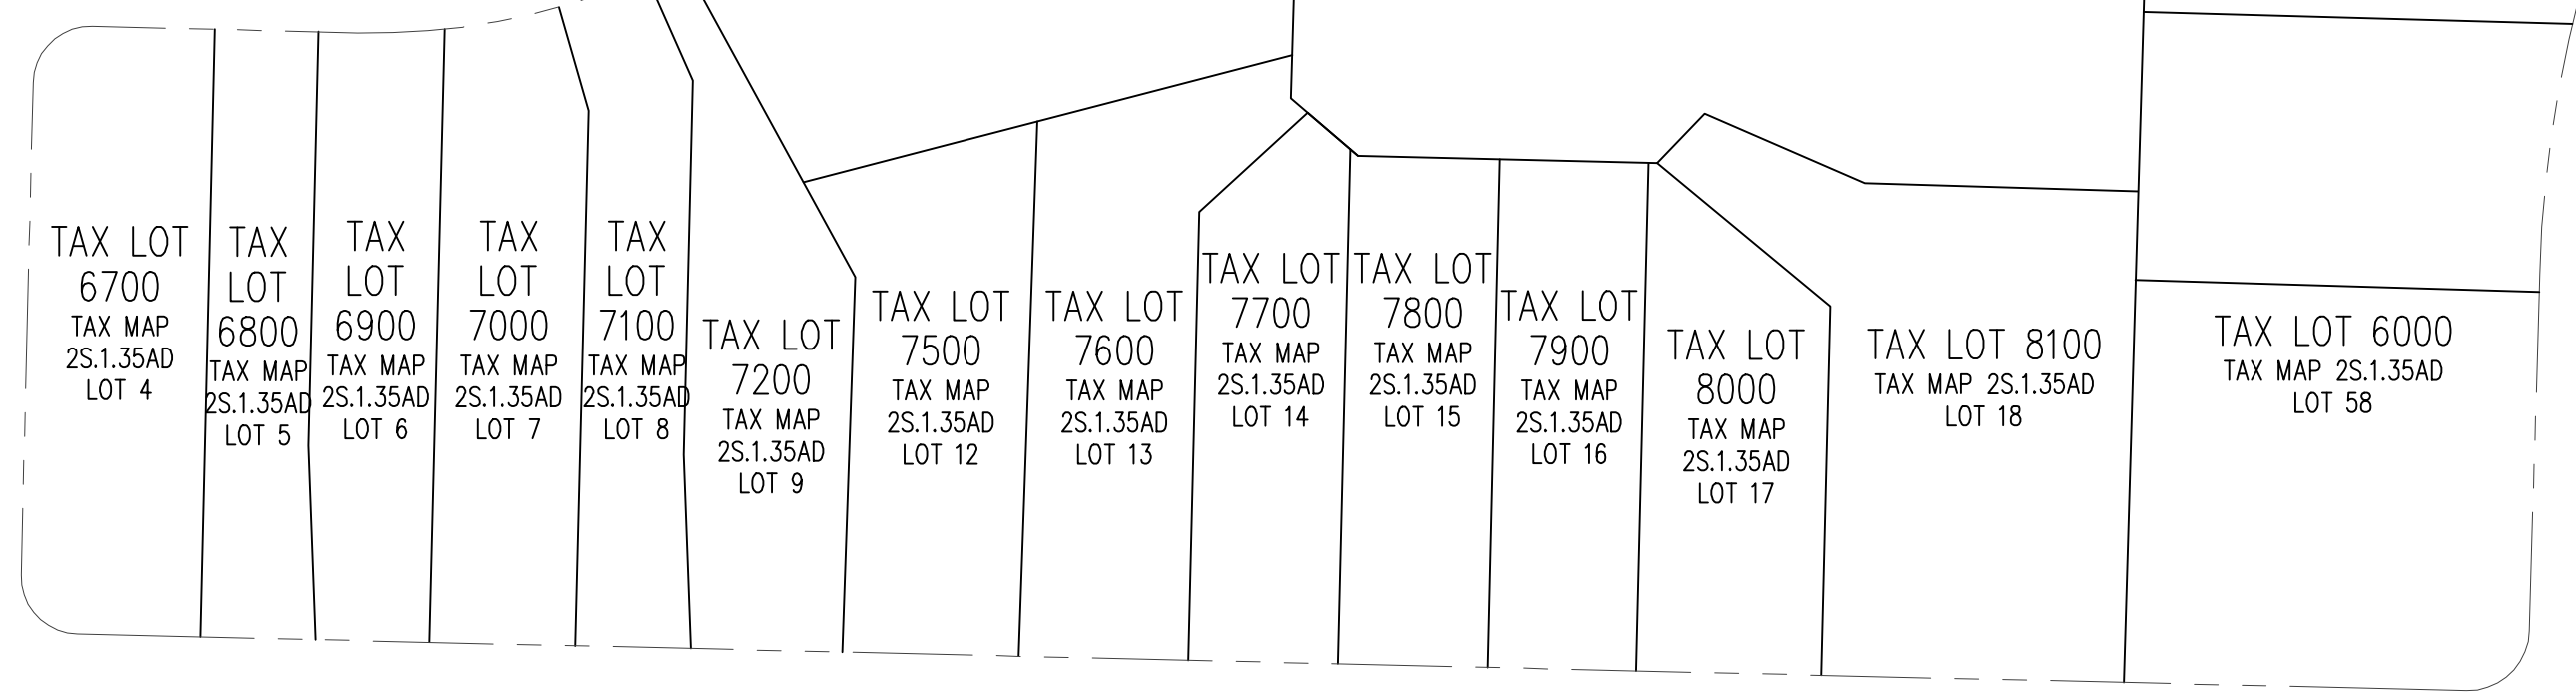 TAX LOT
6700
TAX MAP
2S.1.35AD
LOT 4
TAX
LOT
6800
TAX MAP
2S.1.35AD
LOT 5
TAX
LOT
6900
TAX MAP
2S.1.35AD
LOT 6
TAX
LOT
7000
TAX MAP
2S.1.35AD
LOT 7
TAX
LOT
7100
TAX MAP
2S.1.35AD
LOT 8
TAX LOT
7200
TAX MAP
2S.1.35AD
LOT 9
TAX LOT
7500
TAX MAP
2S.1.35AD
LOT 12
TAX LOT
7600
TAX MAP
2S.1.35AD
LOT 13
TAX LOT
7700
TAX MAP
2S.1.35AD
LOT 14
TAX LOT
7800
TAX MAP
2S.1.35AD
LOT 15
TAX LOT
7900
TAX MAP
2S.1.35AD
LOT 16
TAX LOT
8000
TAX MAP
2S.1.35AD
LOT 17
TAX LOT 8100
TAX MAP 2S.1.35AD
LOT 18
TAX LOT 6000
TAX MAP 2S.1.35AD
LOT 58